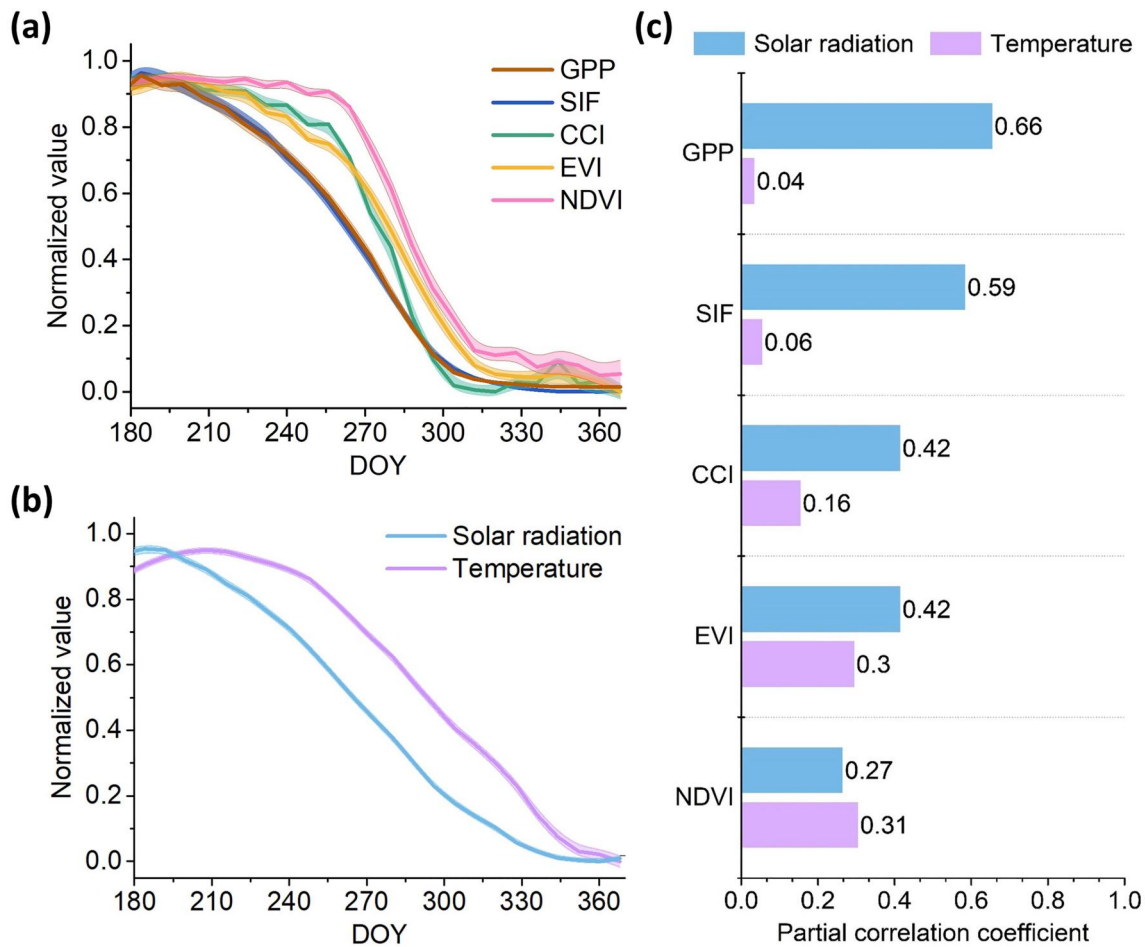 (a)
GPP
SIF
CCI
EVI
NDVI
Normalized value
1.0
0.8
0.6
0.4
0.2
0.0
180 210 240 270 300 330 360
DOY
(b)
Solar radiation
Temperature
Normalized value
1.0
0.8
0.6
0.4
0.2
0.0
180 210 240 270 300 330 360
DOY
(c)
Solar radiation Temperature
GPP
0.66
0.04
SIF
0.59
0.06
CCI
0.42
0.16
EVI
0.42
0.3
NDVI
0.27
0.31
0.0 0.2 0.4 0.6 0.8 1.0
Partial correlation coefficient